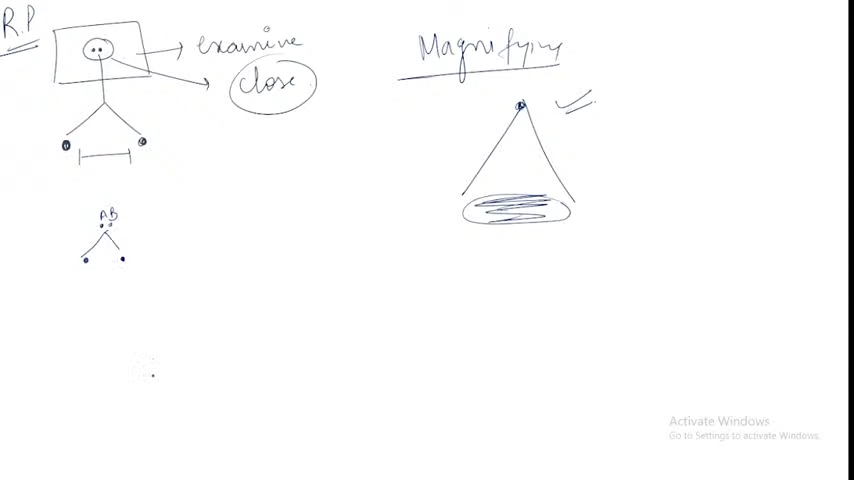 R.P
examine
close
Magnifying
AB
Activate Windows
Go to Settings to activate Windows.